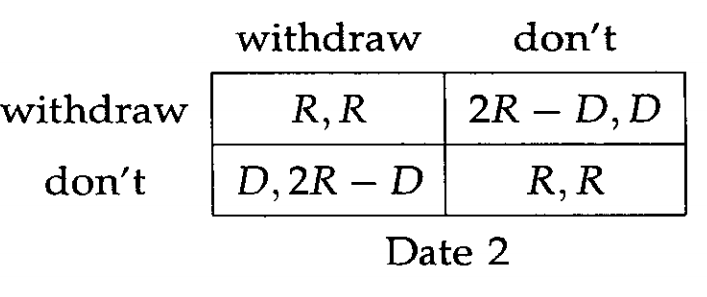 withdraw don't
withdraw R, R 2R − D, D
don't D, 2R − D R, R
Date 2